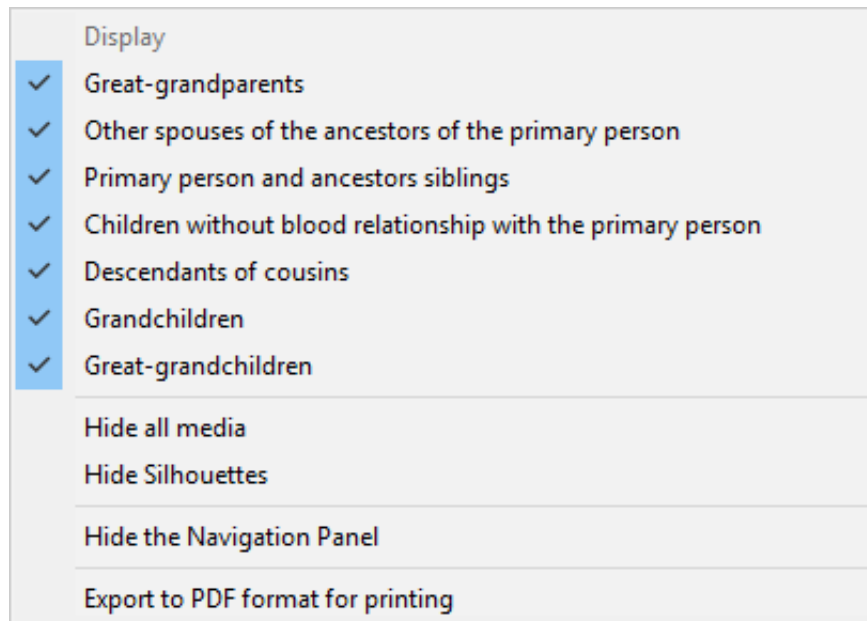 Display
Great-grandparents
Other spouses of the ancestors of the primary person
Primary person and ancestors siblings
Children without blood relationship with the primary person
Descendants of cousins
Grandchildren
Great-grandchildren
Hide all media
Hide Silhouettes
Hide the Navigation Panel
Export to PDF format for printing